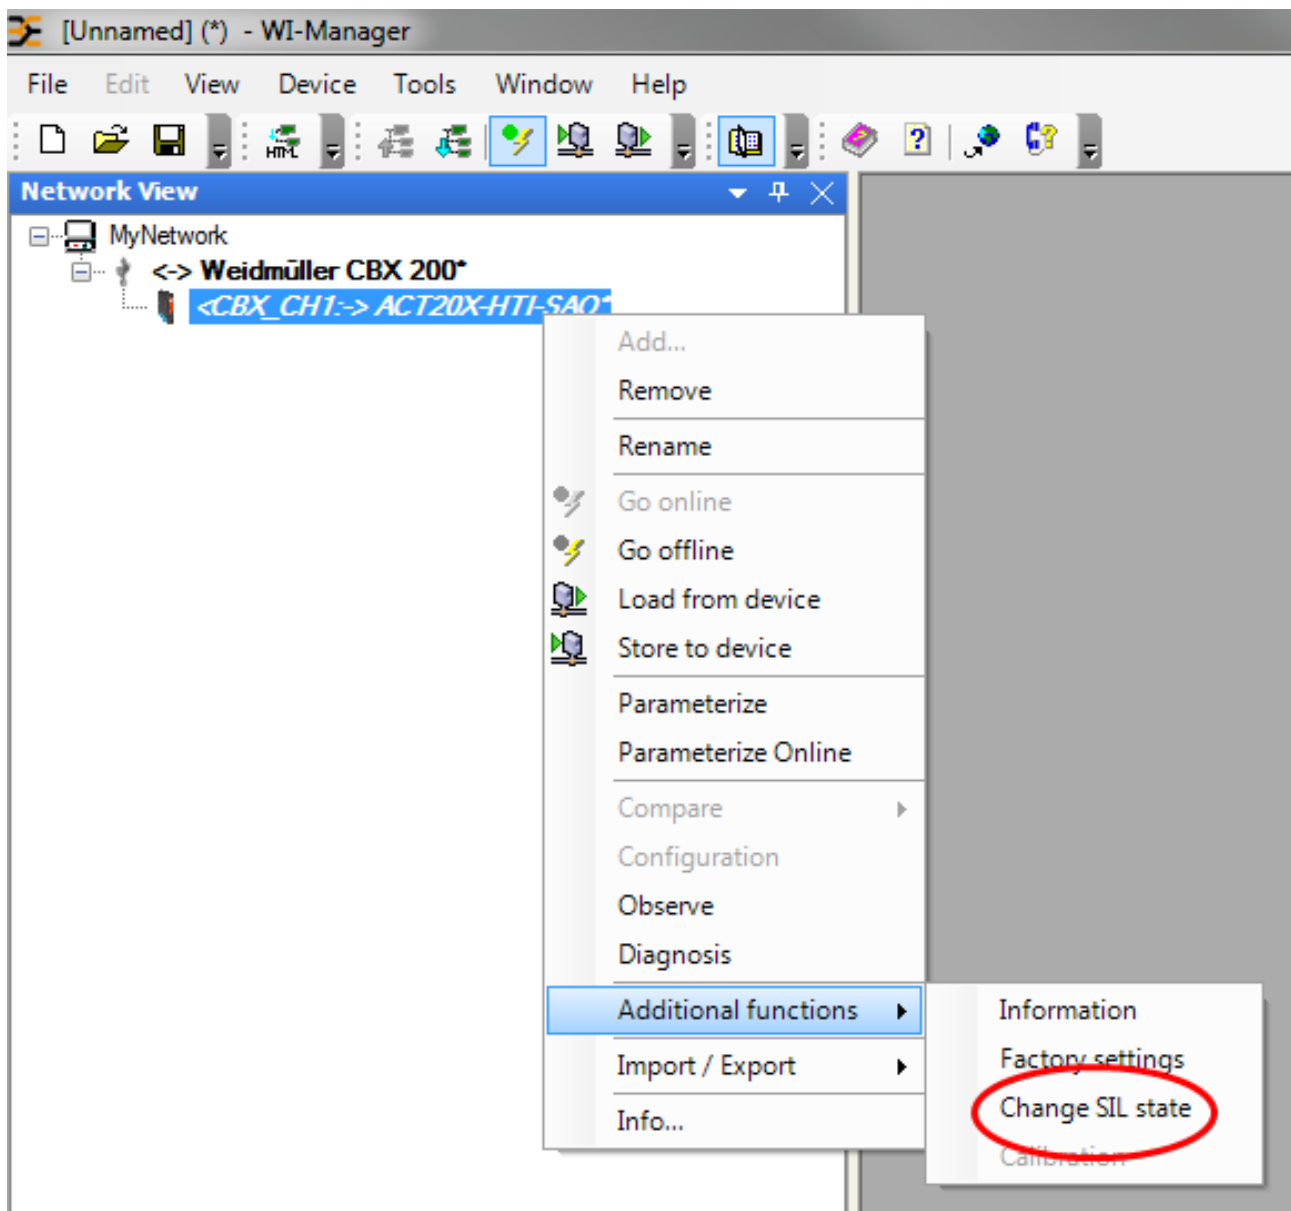 [Unnamed] (*) - WI-Manager
File Edit View Device Tools Window Help
HTML
Network View
MyNetwork
<-> Weidmüller CBX 200*
<CBX_CH1:-> ACT20X-HTI-SAO*
Add...
Remove
Rename
Go online
Go offline
Load from device
Store to device
Parameterize
Parameterize Online
Compare
Configuration
Observe
Diagnosis
Additional functions
Import / Export
Info...
Information
Factory settings
Change SIL state
Calibration